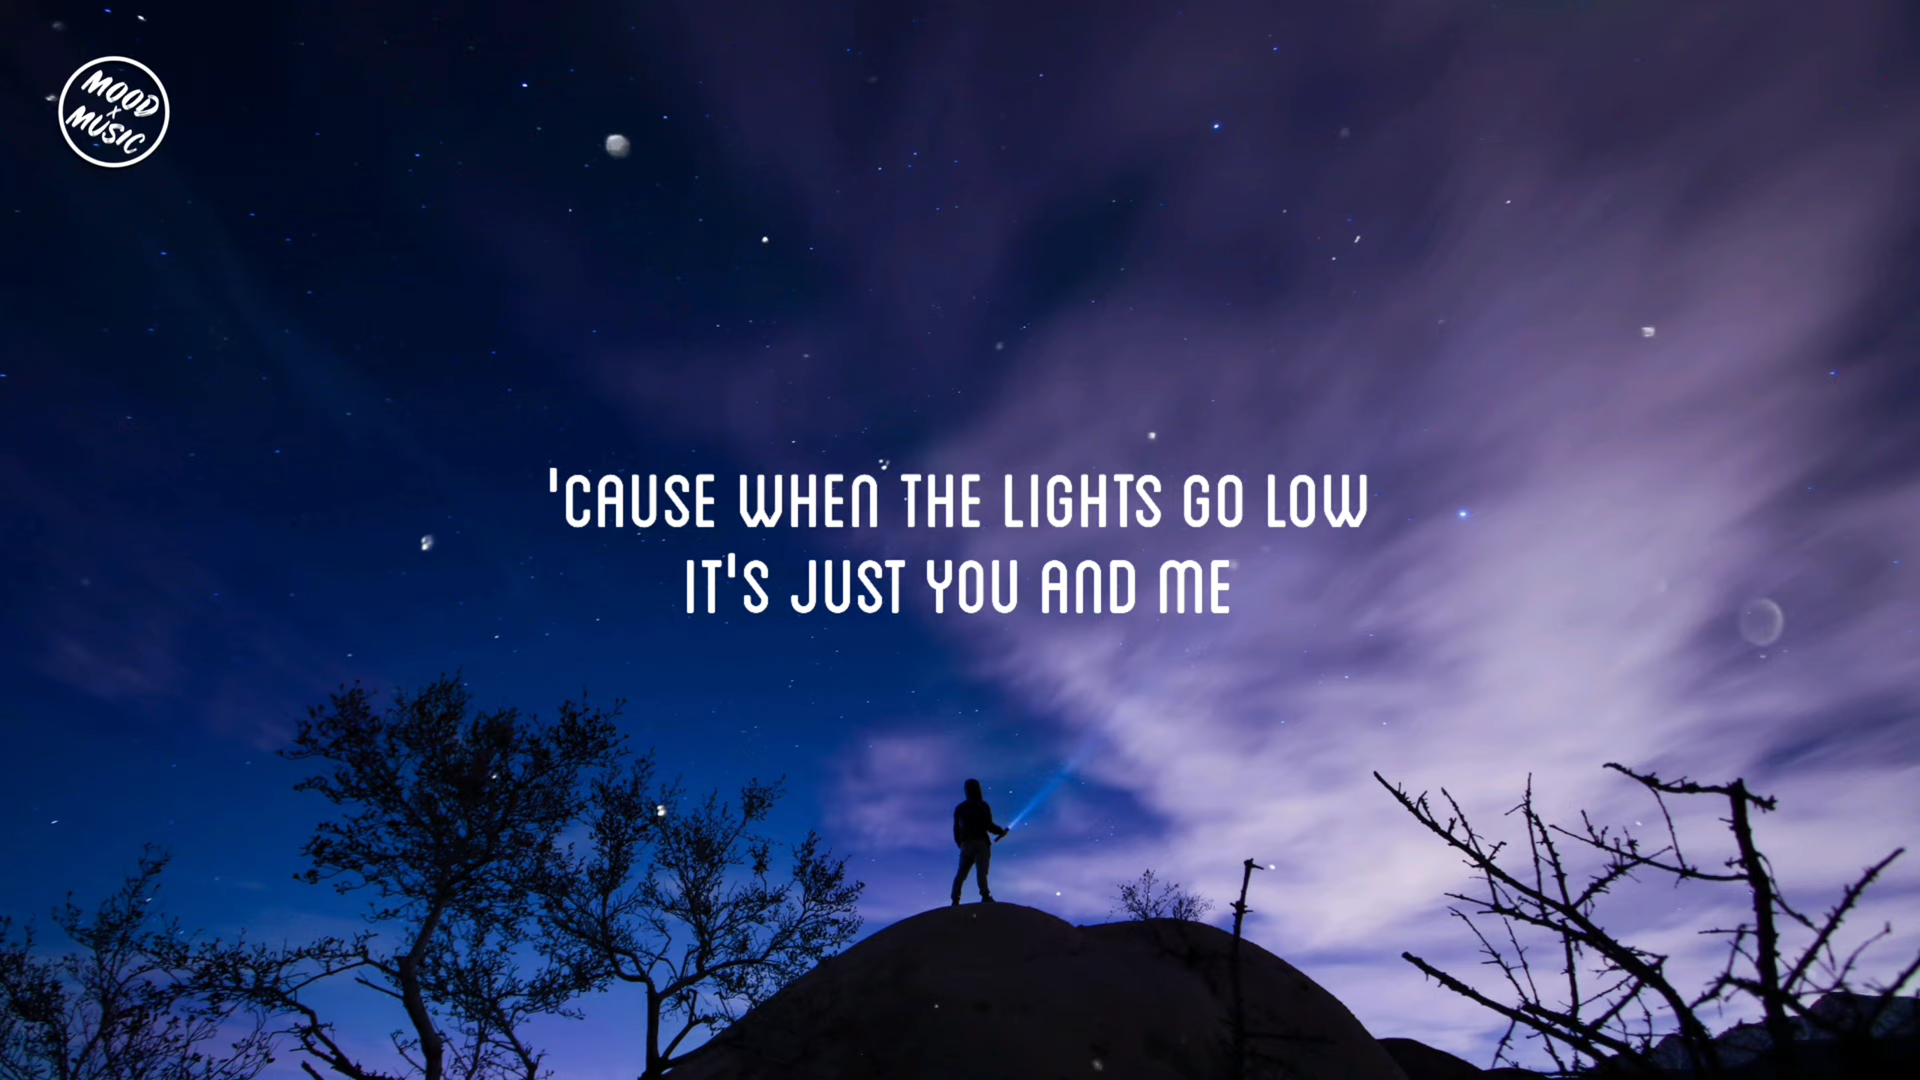 MOOD
x
MUSIC
'CAUSE WHEN THE LIGHTS GO LOW
IT'S JUST YOU AND ME